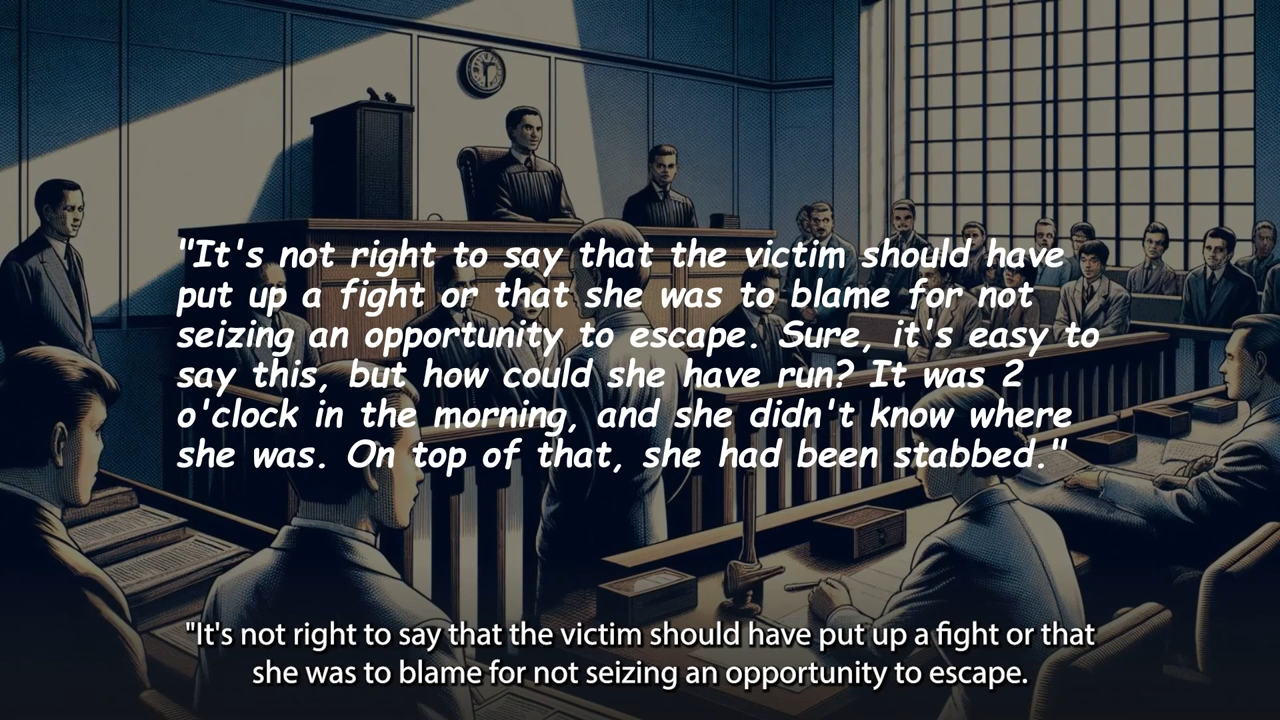 "It's not right to say that the victim should have
put up a fight or that she was to blame for not
seizing an opportunity to escape. Sure, it's easy to
say this, but how could she have run? It was 2
o'clock in the morning, and she didn't know where
she was. On top of that, she had been stabbed."
"It's not right to say that the victim should have put up a fight or that
she was to blame for not seizing an opportunity to escape.